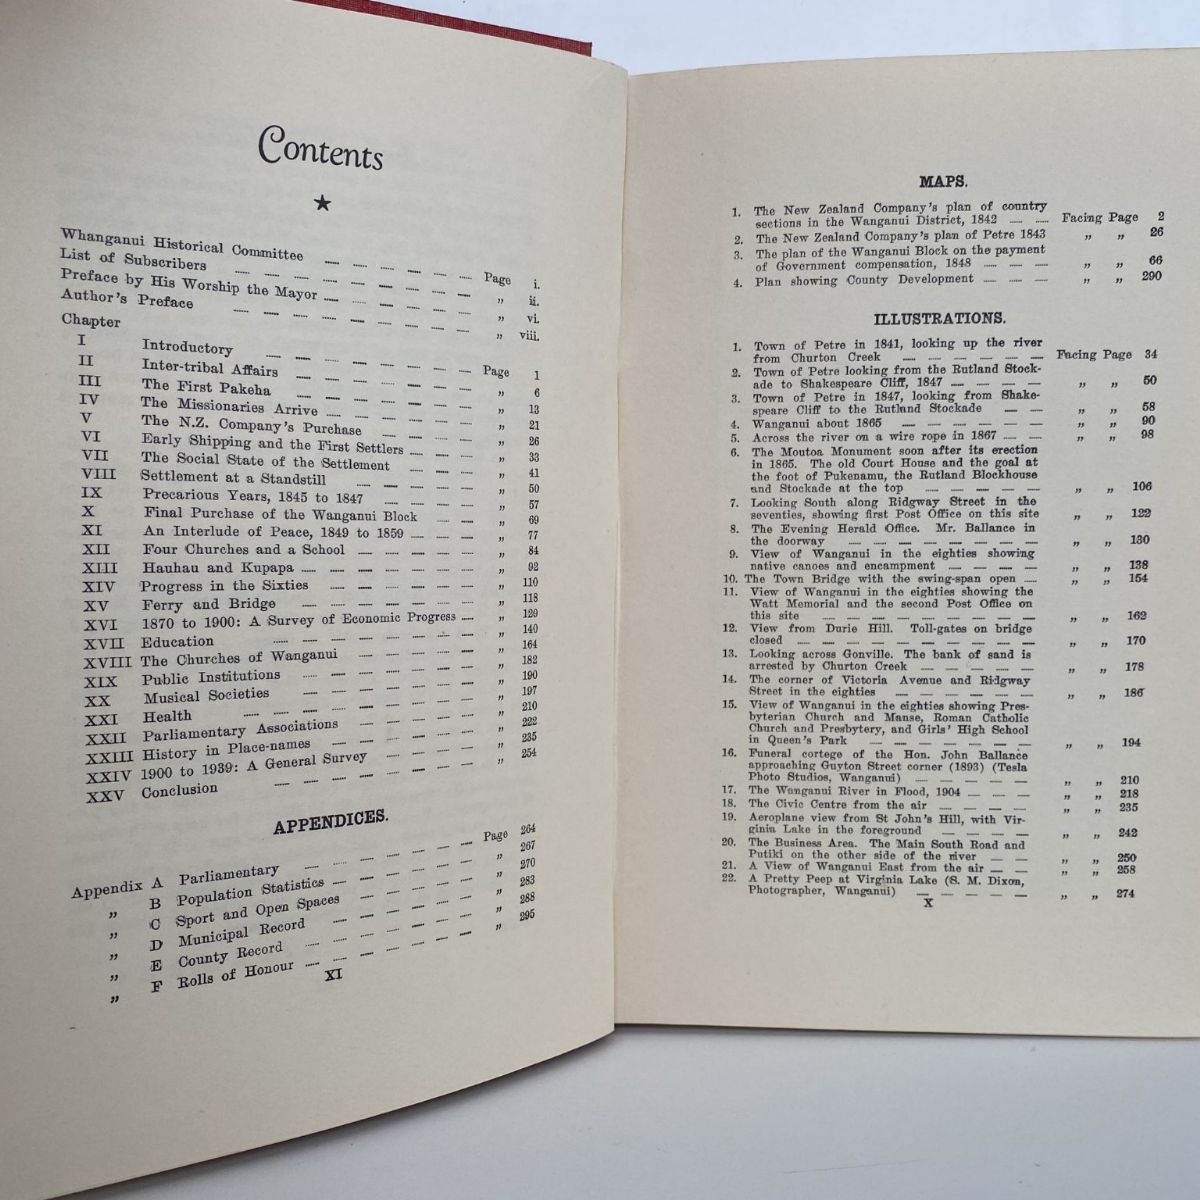 Contents
★
Whanganui Historical Committee ...... Page i.
List of Subscribers ...... " ii.
Preface by His Worship the Mayor ...... " vi.
Author's Preface ...... " viii.
Chapter
I Introductory ...... Page 1
II Inter-tribal Affairs ...... " 6
III The First Pakeha ...... " 13
IV The Missionaries Arrive ...... " 21
V The N.Z. Company's Purchase ...... " 26
VI Early Shipping and the First Settlers ...... " 33
VII The Social State of the Settlement ...... " 41
VIII Settlement at a Standstill ...... " 50
IX Precarious Years, 1845 to 1847 ...... " 57
X Final Purchase of the Wanganui Block ...... " 69
XI An Interlude of Peace, 1849 to 1859 ...... " 77
XII Four Churches and a School ...... " 84
XIII Hauhau and Kupapa ...... " 92
XIV Progress in the Sixties ...... " 110
XV Ferry and Bridge ...... " 118
XVI 1870 to 1900: A Survey of Economic Progress ...... " 129
XVII Education ...... " 140
XVIII The Churches of Wanganui ...... " 164
XIX Public Institutions ...... " 182
XX Musical Societies ...... " 190
XXI Health ...... " 197
XXII Parliamentary Associations ...... " 210
XXIII History in Place-names ...... " 222
XXIV 1900 to 1939: A General Survey ...... " 235
XXV Conclusion ...... " 254
APPENDICES.
Appendix A Parliamentary ...... Page 264
" B Population Statistics ...... " 267
" C Sport and Open Spaces ...... " 270
" D Municipal Record ...... " 283
" E County Record ...... " 288
" F Rolls of Honour ...... " 295
XI
MAPS.
1. The New Zealand Company's plan of country
sections in the Wanganui District, 1842 ...... Facing Page 2
2. The New Zealand Company's plan of Petre 1843 " " 26
3. The plan of the Wanganui Block on the payment
of Government compensation, 1848 ...... " " 66
4. Plan showing County Development ...... " " 290
ILLUSTRATIONS.
1. Town of Petre in 1841, looking up the river
from Churton Creek ...... Facing Page 34
2. Town of Petre looking from the Rutland Stock-
ade to Shakespeare Cliff, 1847 ...... " " 50
3. Town of Petre in 1847, looking from Shake-
speare Cliff to the Rutland Stockade ...... " " 58
4. Wanganui about 1865 ...... " " 90
5. Across the river on a wire rope in 1867 ...... " " 98
6. The Moutoa Monument soon after its erection
in 1865. The old Court House and the goal at
the foot of Pukenamu, the Rutland Blockhouse
and Stockade at the top ...... " " 106
7. Looking South along Ridgway Street in the
seventies, showing first Post Office on this site " " 122
8. The Evening Herald Office. Mr. Ballance in
the doorway ...... " " 130
9. View of Wanganui in the eighties showing
native canoes and encampment ...... " " 138
10. The Town Bridge with the swing-span open ...... " " 154
11. View of Wanganui in the eighties showing the
Watt Memorial and the second Post Office on
this site ...... " " 162
12. View from Durie Hill. Toll-gates on bridge
closed ...... " " 170
13. Looking across Gonville. The bank of sand is
arrested by Churton Creek ...... " " 178
14. The corner of Victoria Avenue and Ridgway
Street in the eighties ...... " " 186
15. View of Wanganui in the eighties showing Pres-
byterian Church and Manse, Roman Catholic
Church and Presbytery, and Girls' High School
in Queen's Park ...... " " 194
16. Funeral cortege of the Hon. John Ballance
approaching Guyton Street corner (1893) (Tesla
Photo Studios, Wanganui) ...... " " 210
17. The Wanganui River in Flood, 1904 ...... " " 218
18. The Civic Centre from the air ...... " " 235
19. Aeroplane view from St John's Hill, with Vir-
ginia Lake in the foreground ...... " " 242
20. The Business Area. The Main South Road and
Putiki on the other side of the river ...... " " 250
21. A View of Wanganui East from the air ...... " " 258
22. A Pretty Peep at Virginia Lake (S. M. Dixon,
Photographer, Wanganui) ...... " " 274
X